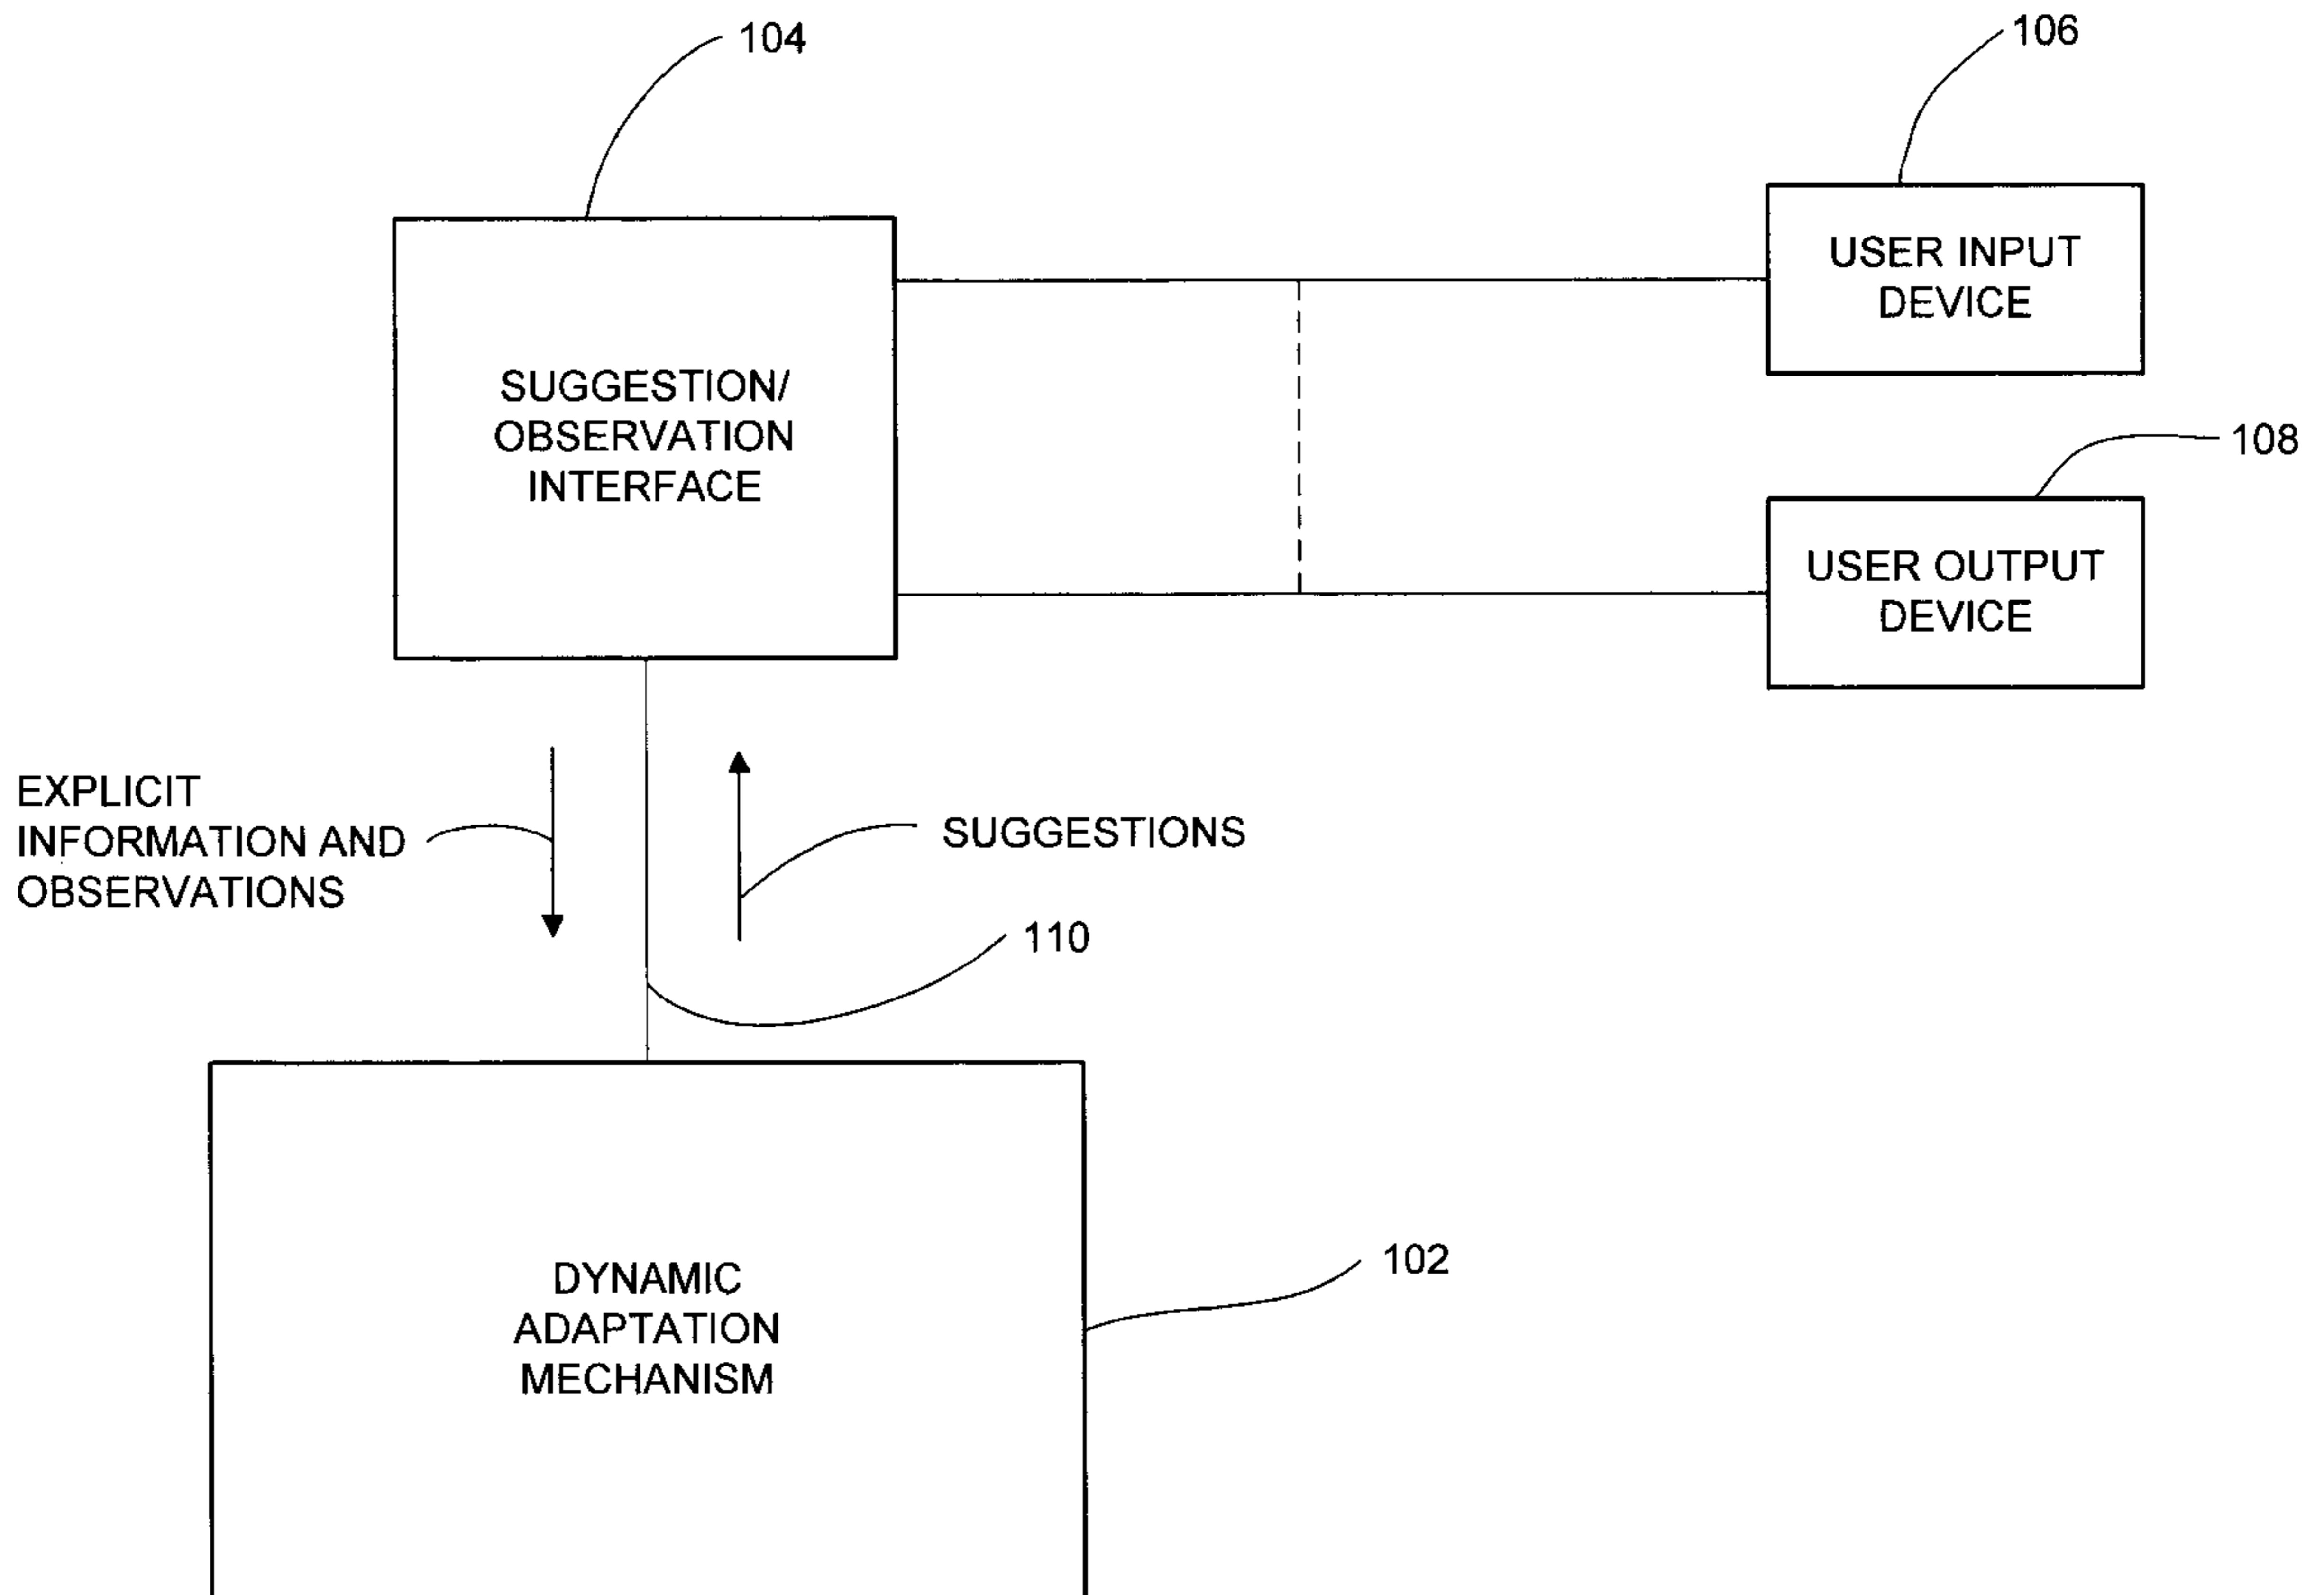 104
106
USER INPUT
DEVICE
SUGGESTION/
OBSERVATION
INTERFACE
108
USER OUTPUT
DEVICE
EXPLICIT
INFORMATION AND
OBSERVATIONS
SUGGESTIONS
110
102
DYNAMIC
ADAPTATION
MECHANISM